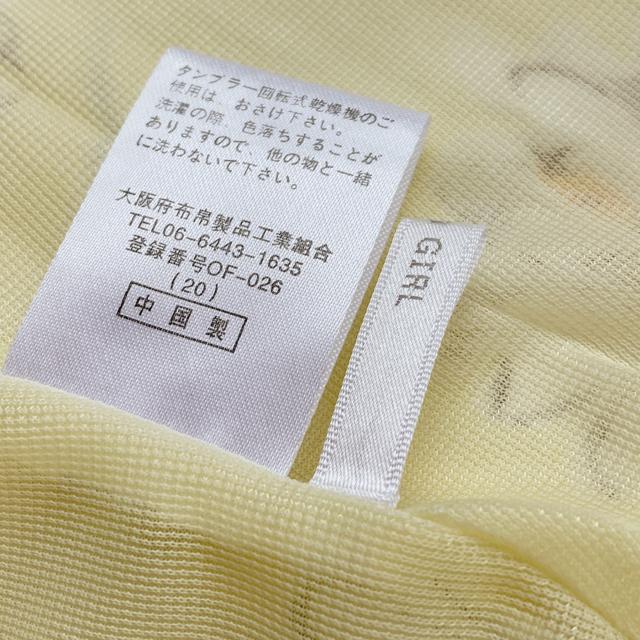 タンブラー回転式乾燥機のご
使用は、おさけ下さい。
洗濯の際、色落ちすることが
ありますので、他の物と一緒
に洗わないで下さい。
大阪府布帛製品工業組合
TEL06-6443-1635
登録番号OF-026
(20)
中国製
GIRL